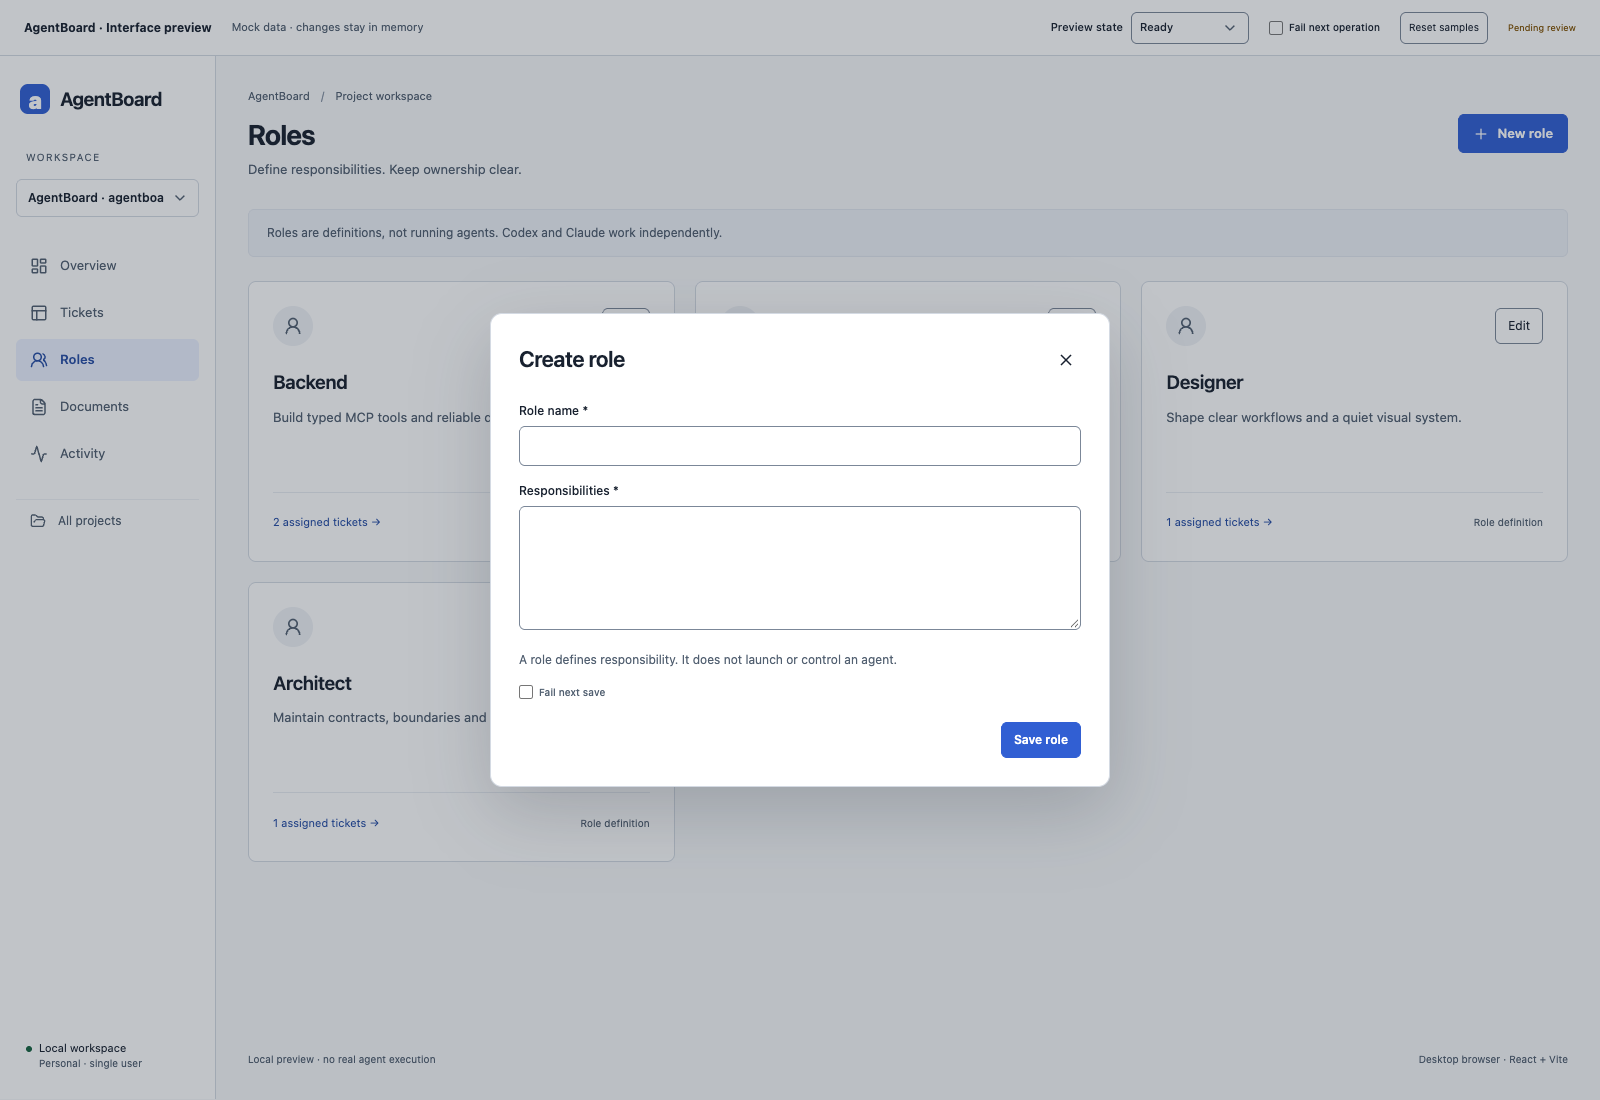 AgentBoard · Interface preview
Mock data · changes stay in memory
Preview state
Ready
Fail next operation
Reset samples
Pending review
a
AgentBoard
WORKSPACE
AgentBoard · agentboa
Overview
Tickets
Roles
Documents
Activity
All projects
Local workspace
Personal · single user
AgentBoard / Project workspace
Roles
Define responsibilities. Keep ownership clear.
+ New role
Roles are definitions, not running agents. Codex and Claude work independently.
Backend
Build typed MCP tools and reliable
2 assigned tickets →
Edit
Designer
Shape clear workflows and a quiet visual system.
1 assigned tickets →
Role definition
Architect
Maintain contracts, boundaries and
1 assigned tickets →
Role definition
Create role
Role name *
Responsibilities *
A role defines responsibility. It does not launch or control an agent.
Fail next save
Save role
Local preview · no real agent execution
Desktop browser · React + Vite